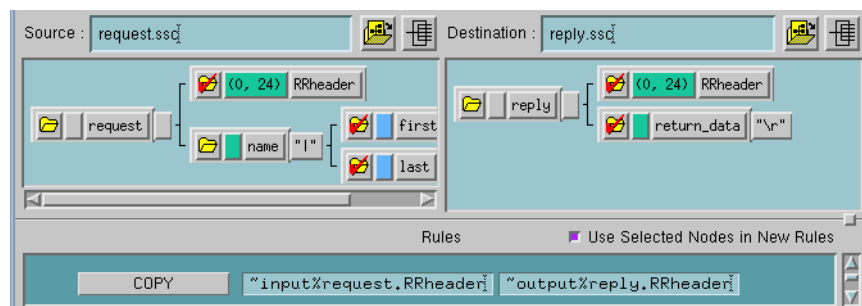 Source : request.ssc Destination : reply.ssc
(0, 24) RRheader (0, 24) RRheader
request reply
name "|" first return_data "\r"
last
Rules Use Selected Nodes in New Rules
COPY ~input%request.RRheader ~output%reply.RRheader